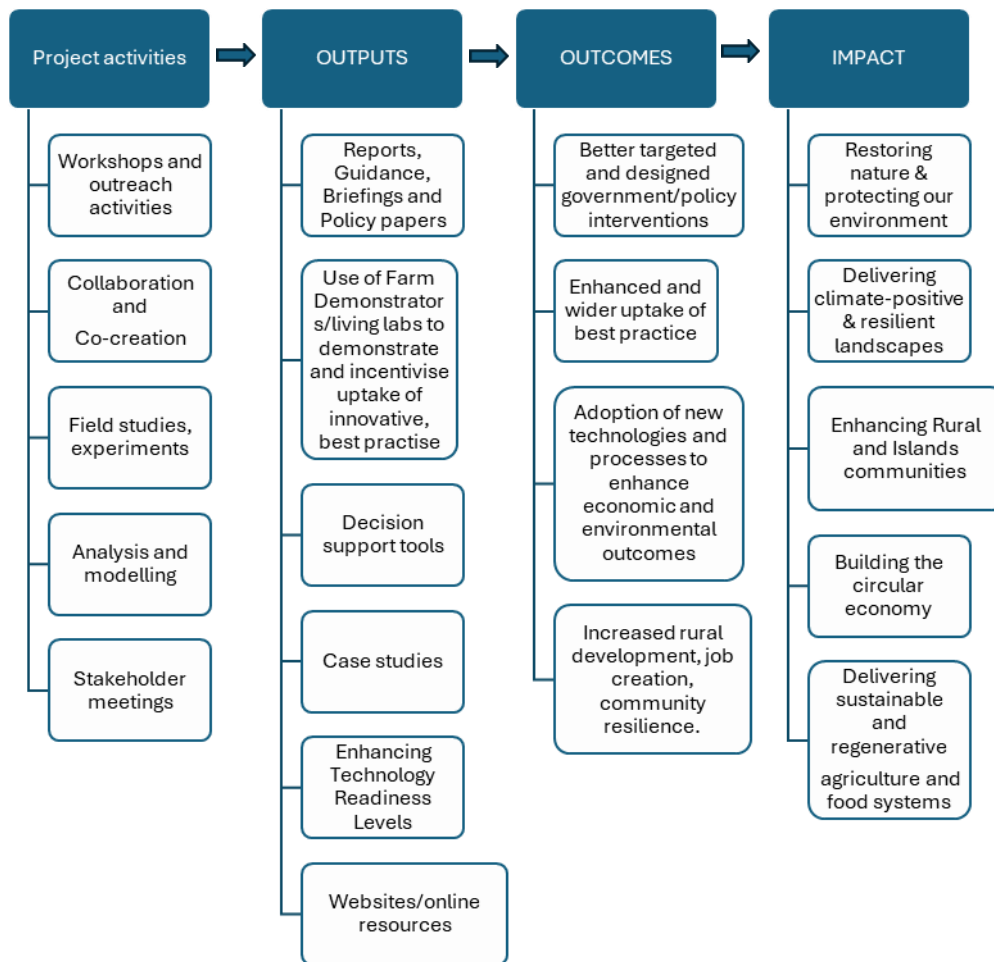 Project activities
OUTPUTS
OUTCOMES
IMPACT
Workshops and
outreach
activities
Collaboration
and
Co-creation
Field studies,
experiments
Analysis and
modelling
Stakeholder
meetings
Reports,
Guidance,
Briefings and
Policy papers
Use of Farm
Demonstrator
s/living labs to
demonstrate
and incentivise
uptake of
innovative,
best practise
Decision
support tools
Case studies
Enhancing
Technology
Readiness
Levels
Websites/online
resources
Better targeted
and designed
government/policy
interventions
Enhanced and
wider uptake of
best practice
Adoption of new
technologies and
processes to
enhance
economic and
environmental
outcomes
Increased rural
development, job
creation,
community
resilience.
Restoring
nature &
protecting our
environment
Delivering
climate-positive
& resilient
landscapes
Enhancing Rural
and Islands
communities
Building the
circular
economy
Delivering
sustainable
and
regenerative
agriculture and
food systems